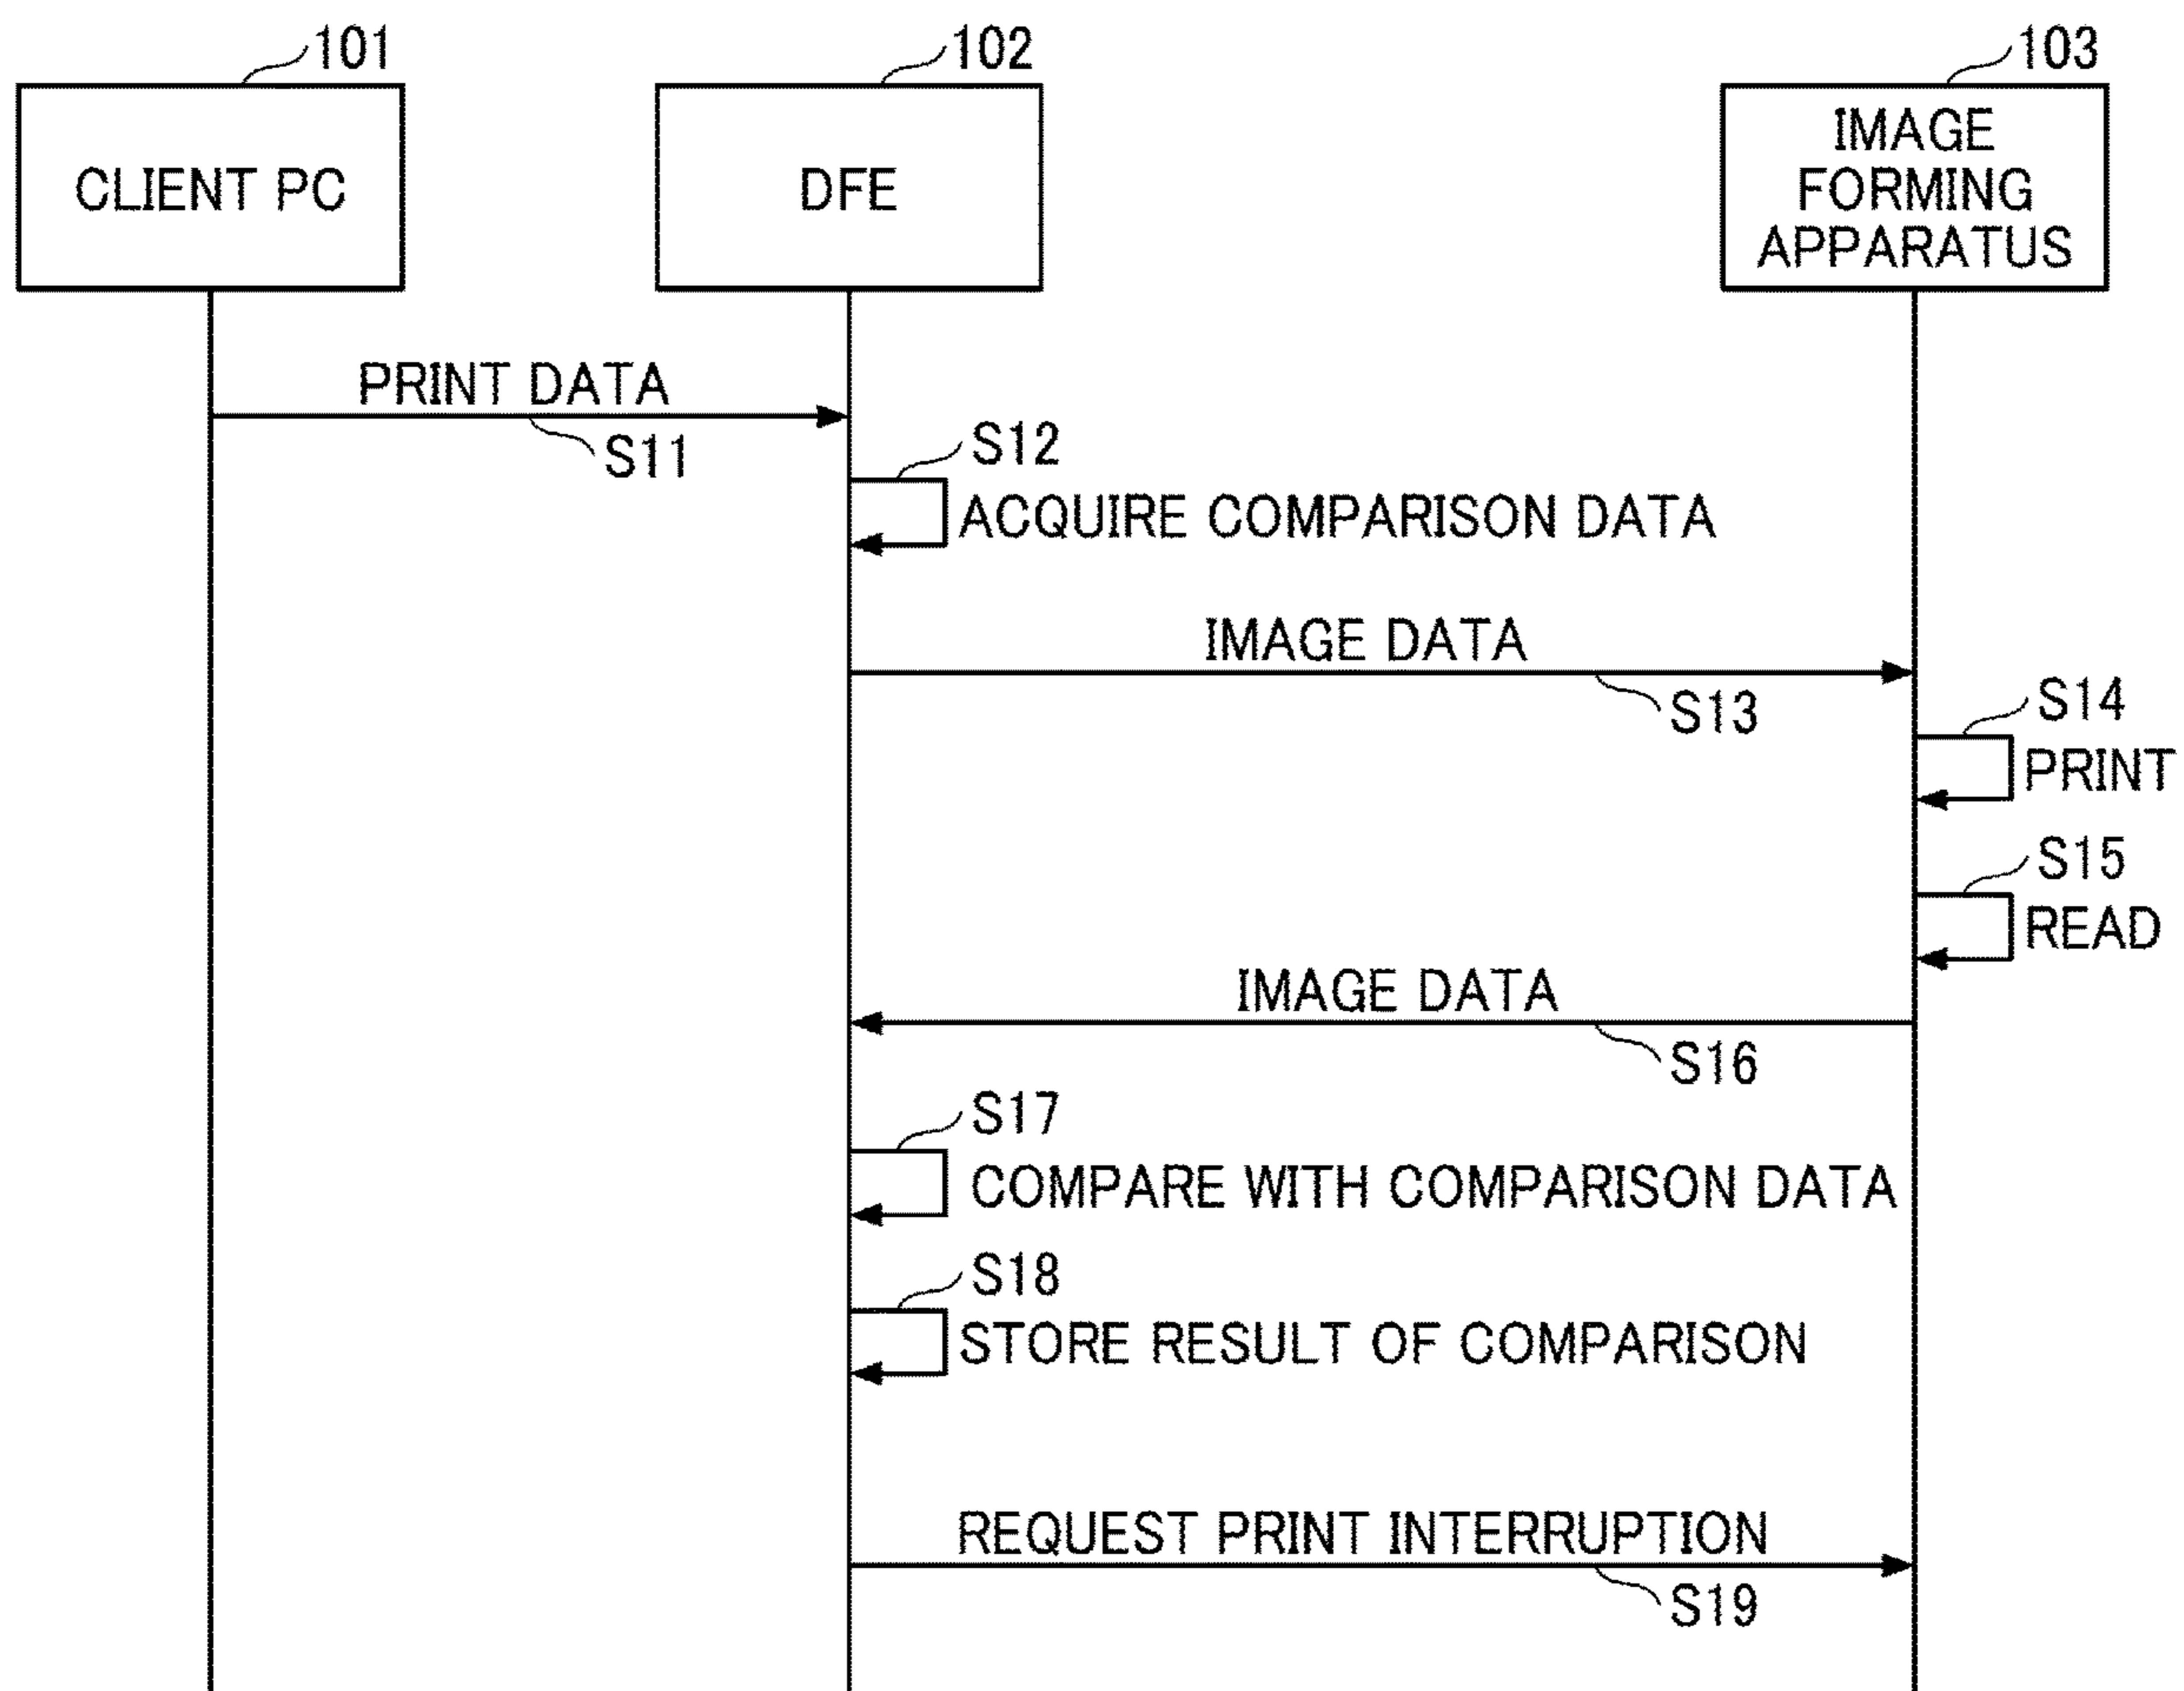 101
102
103
CLIENT PC
DFE
IMAGE
FORMING
APPARATUS
PRINT DATA
S11
S12
ACQUIRE COMPARISON DATA
IMAGE DATA
S13
S14
PRINT
S15
READ
IMAGE DATA
S16
S17
COMPARE WITH COMPARISON DATA
S18
STORE RESULT OF COMPARISON
REQUEST PRINT INTERRUPTION
S19